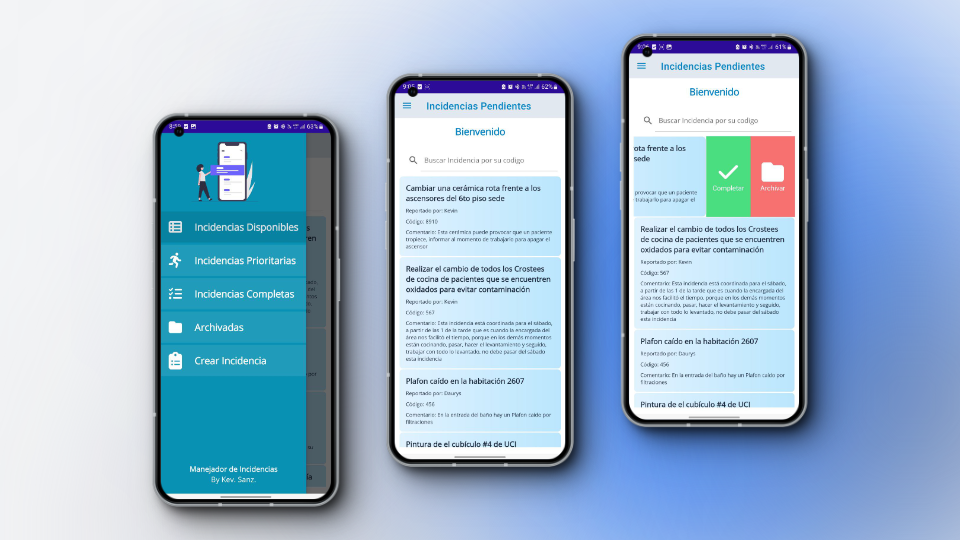 8:59
63%
Incidencias Disponibles
Incidencias Prioritarias
Incidencias Completas
Archivadas
Crear Incidencia
Manejador de Incidencias
By Kev. Sanz.
9:05
62%
Incidencias Pendientes
Bienvenido
Buscar Incidencia por su codigo
Cambiar una cerámica rota frente a los
ascensores del 6to piso sede
Reportado por: Kevin
Código: 8910
Comentario: Esta cerámica puede provocar que un paciente
tropiece, informar al momento de trabajarlo para apagar el
ascensor
Realizar el cambio de todos los Crostees
de cocina de pacientes que se encuentren
oxidados para evitar contaminación
Reportado por: Kevin
Código: 567
Comentario: Esta incidencia está coordinada para el sábado,
a partir de las 1 de la tarde que es cuando la encargada del
área nos facilitó el tiempo, porque en los demás momentos
están cocinando, pasar, hacer el levantamiento y seguido,
trabajar con todo lo levantado, no debe pasar del sábado
esta incidencia
Plafon caído en la habitación 2607
Reportado por: Daurys
Código: 456
Comentario: En la entrada del baño hay un Plafon caído por
filtraciones
Pintura de el cubículo #4 de UCI
61%
Incidencias Pendientes
Bienvenido
Buscar Incidencia por su codigo
rota frente a los
sede
provocar que un paciente
trabajarlo para apagar el
Completar
Archivar
Realizar el cambio de todos los Crostees
de cocina de pacientes que se encuentren
oxidados para evitar contaminación
Reportado por: Kevin
Código: 567
Comentario: Esta incidencia está coordinada para el sábado,
a partir de las 1 de la tarde que es cuando la encargada del
área nos facilitó el tiempo, porque en los demás momentos
están cocinando, pasar, hacer el levantamiento y seguido,
trabajar con todo lo levantado, no debe pasar del sábado
esta incidencia
Plafon caído en la habitación 2607
Reportado por: Daurys
Código: 456
Comentario: En la entrada del baño hay un Plafon caído por
filtraciones
Pintura de el cubículo #4 de UCI